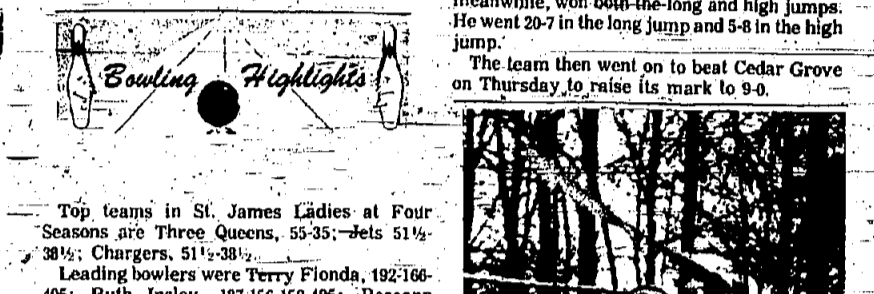 Bowling Highlights
Top teams in St. James Ladies at Four
Seasons are Three Queens, 55-35; Jets 51½-
38½; Chargers, 51½-38½.
Leading bowlers were Terry Fionda, 192-166-
meanwhile, won both the long and high jumps.
He went 20-7 in the long jump and 5-8 in the high
jump.
The team then went on to beat Cedar Grove
on Thursday to raise its mark to 9-0.